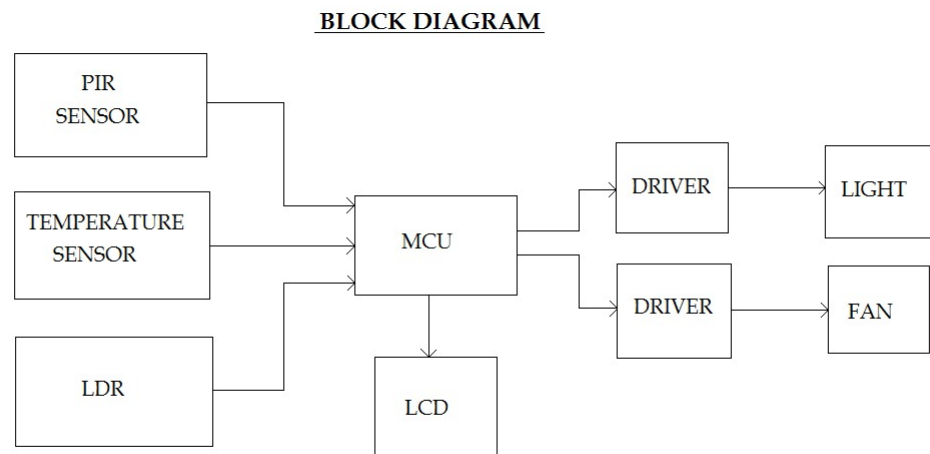 BLOCK DIAGRAM
PIR
SENSOR
TEMPERATURE
SENSOR
LDR
MCU
LCD
DRIVER
LIGHT
DRIVER
FAN